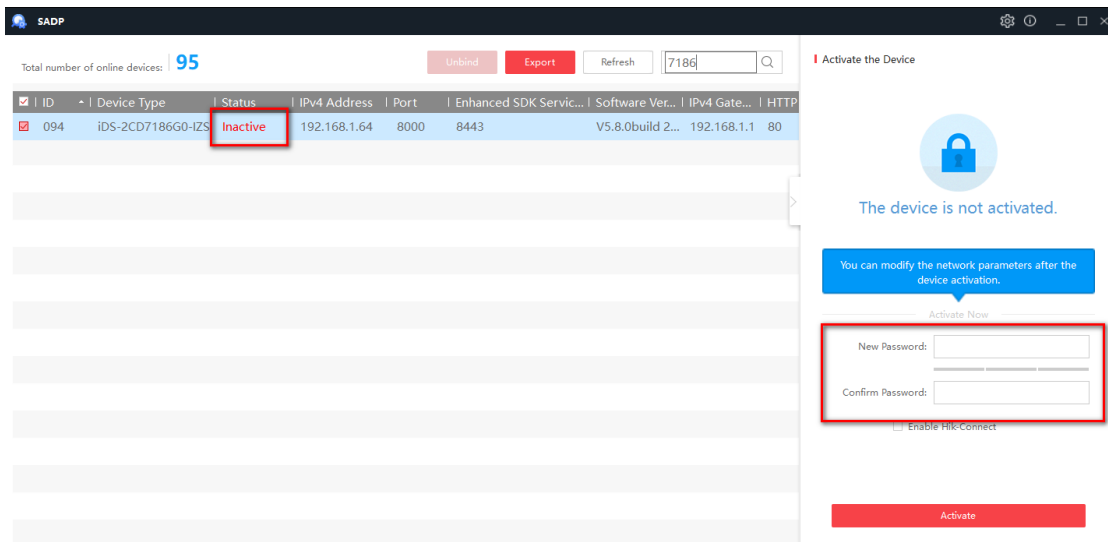 SADP
Total number of online devices: 95
Unbind
Export
Refresh
7186
ID Device Type Status IPv4 Address Port Enhanced SDK Servic... Software Ver... IPv4 Gate... HTTP
094 iDS-2CD7186G0-IZS Inactive 192.168.1.64 8000 8443 V5.8.0build 2... 192.168.1.1 80
Activate the Device
The device is not activated.
You can modify the network parameters after the
device activation.
Activate Now
New Password:
Confirm Password:
Enable Hik-Connect
Activate